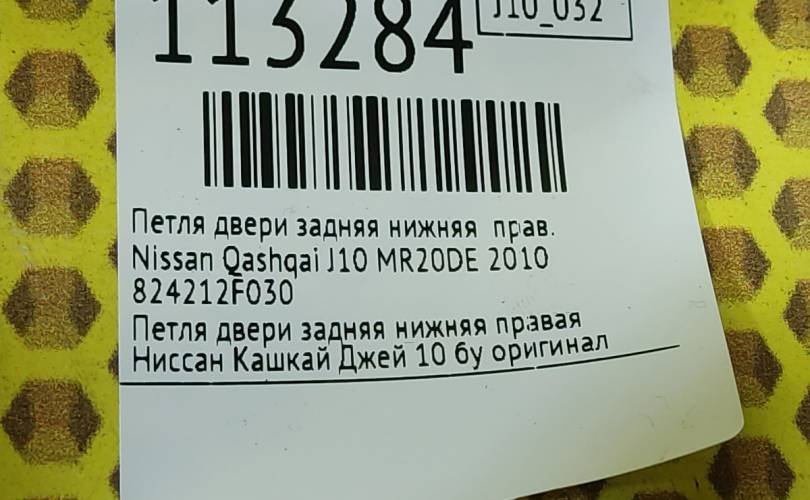 113284
J10_032
Петля двери задняя нижняя прав.
Nissan Qashqai J10 MR20DE 2010
824212F030
Петля двери задняя нижняя правая
Ниссан Кашкай Джей 10 бу оригинал